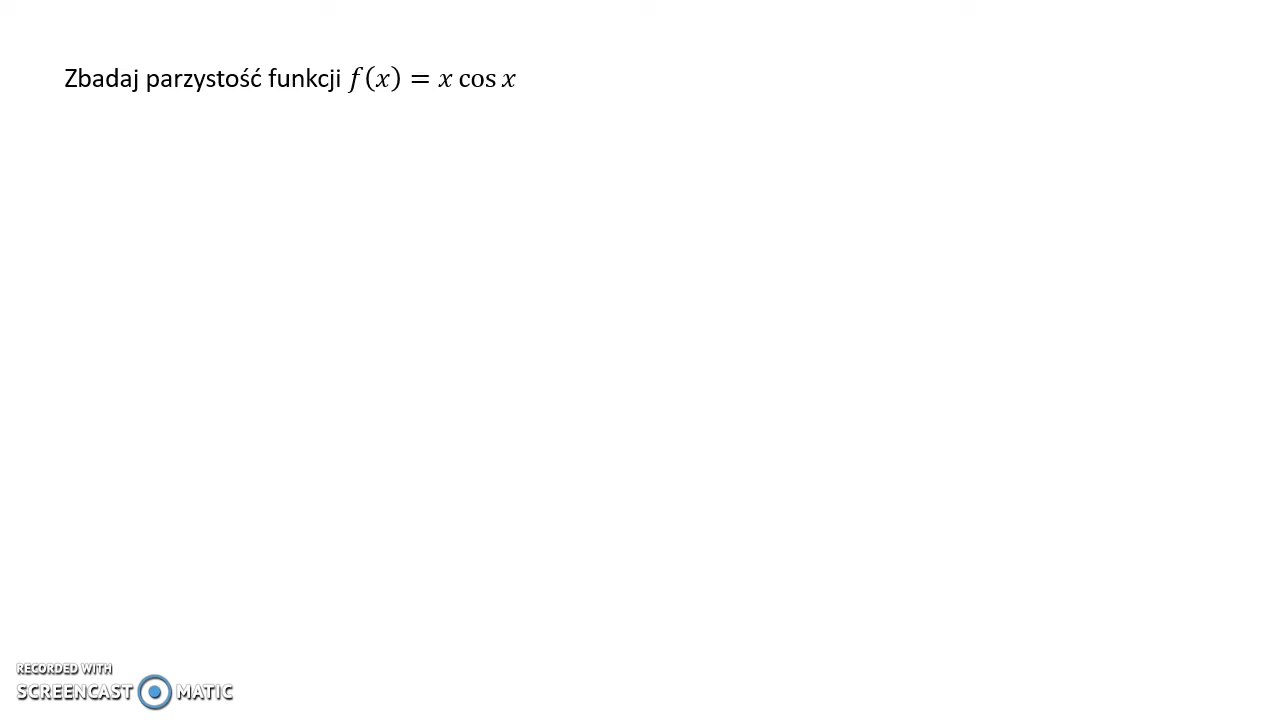 Zbadaj parzystość funkcji f(x) = x cos x
RECORDED WITH
SCREENCAST MATIC